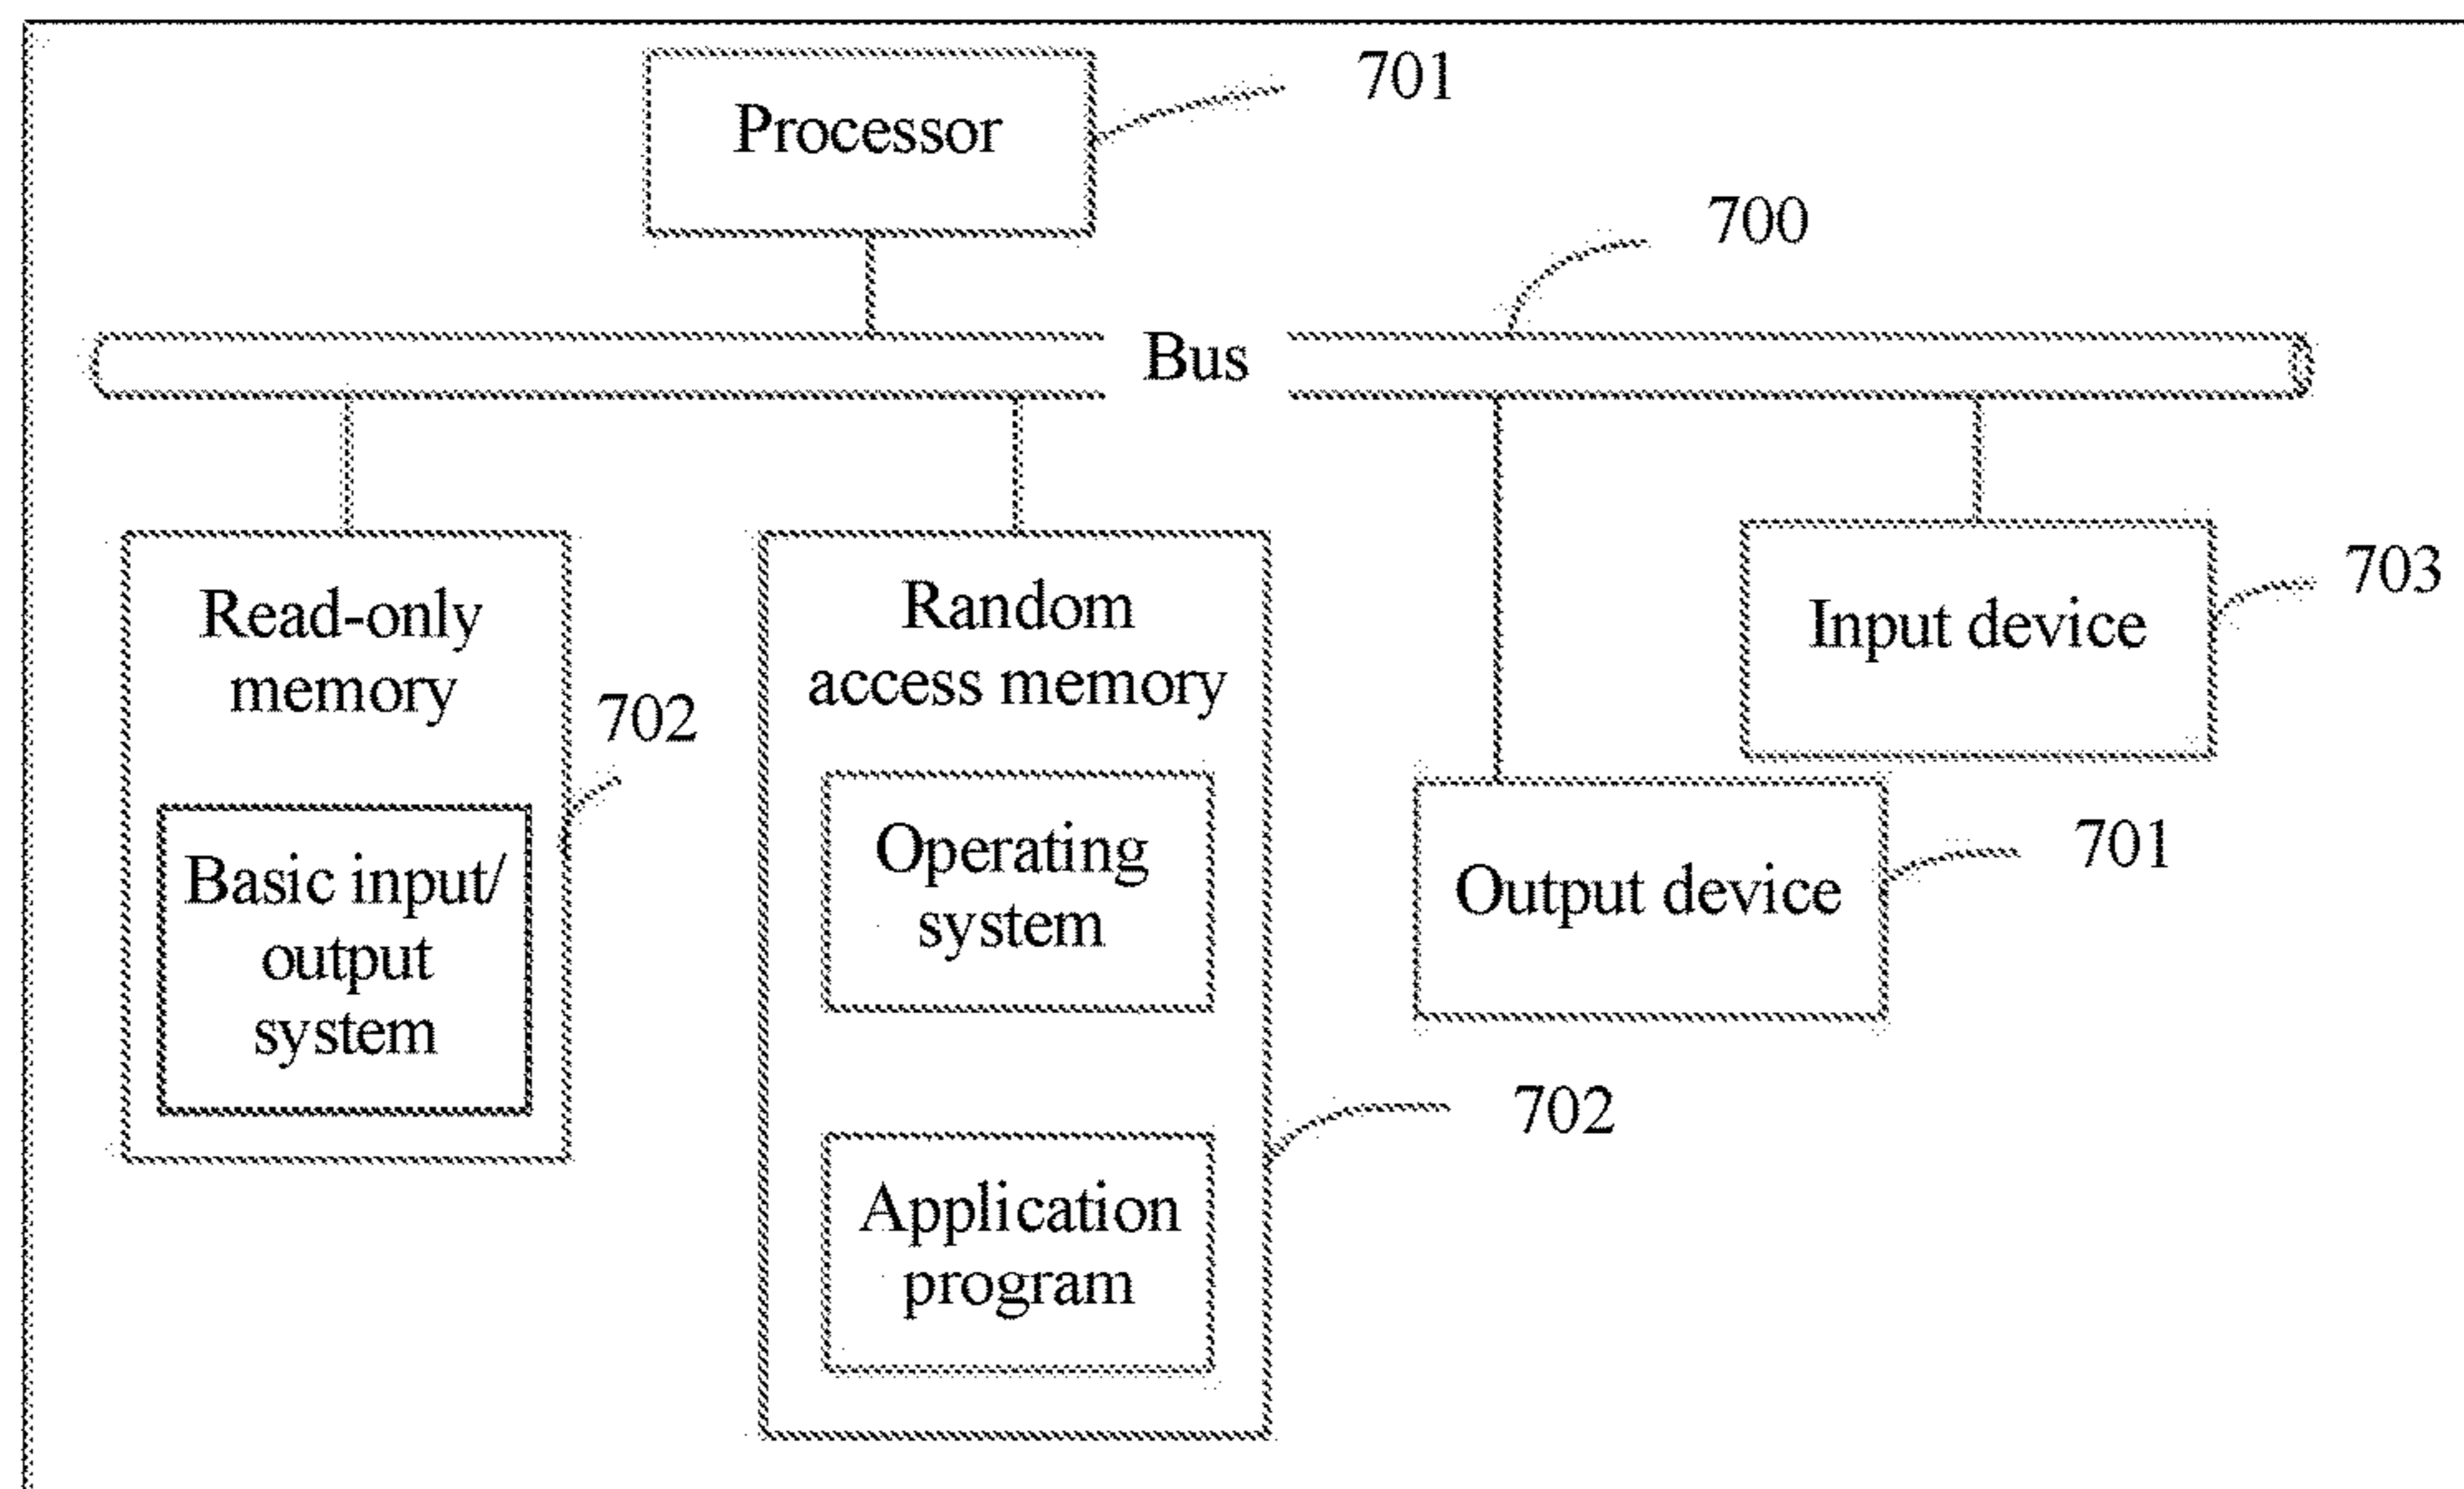 Processor
701
700
Bus
Read-only
memory
702
Basic input/
output
system
Random
access memory
Operating
system
Application
program
702
Input device
703
Output device
701